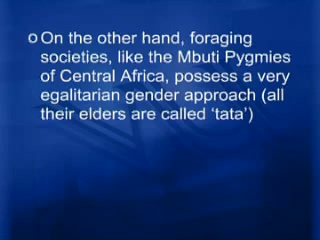 o On the other hand, foraging
societies, like the Mbuti Pygmies
of Central Africa, possess a very
egalitarian gender approach (all
their elders are called ‘tata’)